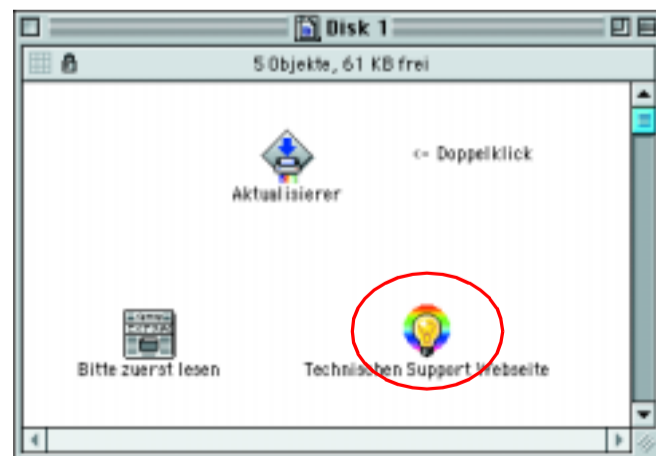 Disk 1
5 Objekte, 61 KB frei
<- Doppelklick
Aktualisierer
Bitte zuerst lesen
Technischen Support Webseite